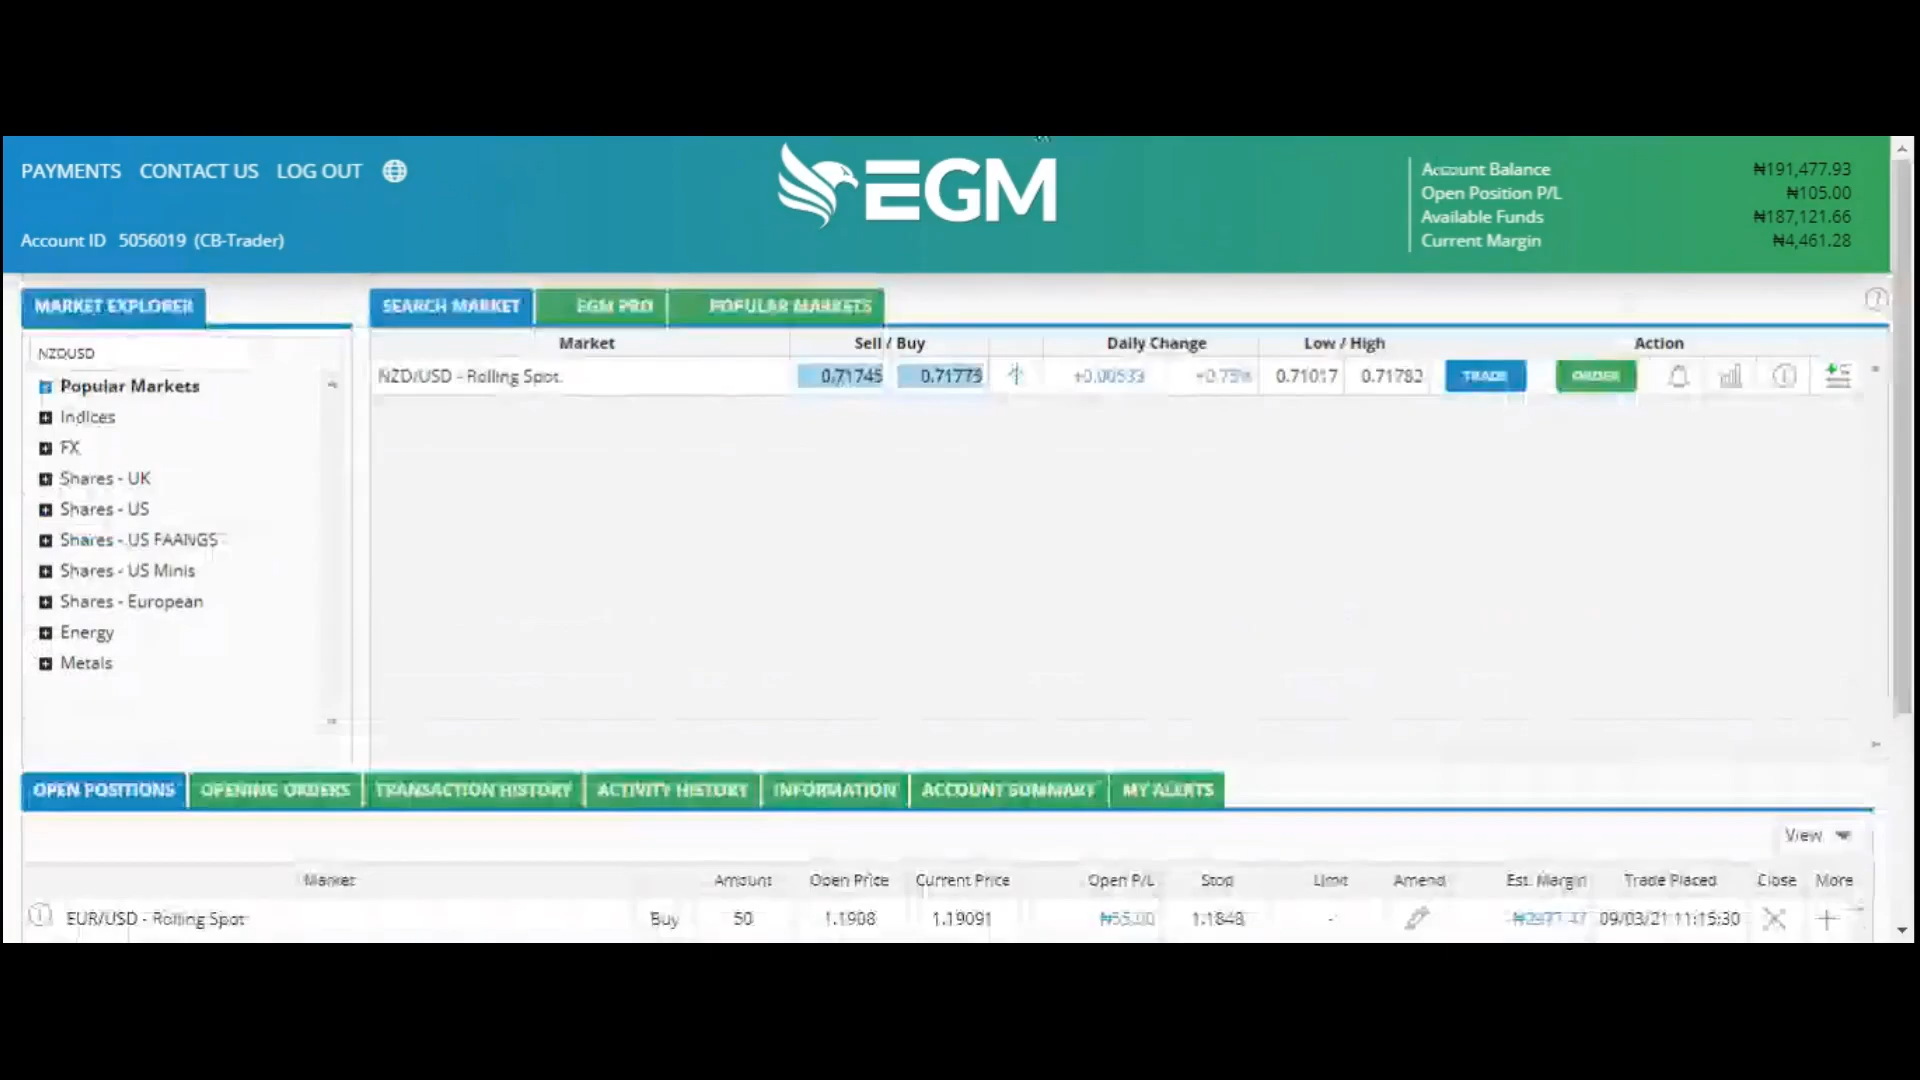 PAYMENTS CONTACT US LOG OUT
EGM
Account Balance ₦191,477.93
Open Position P/L ₦105.00
Available Funds ₦187,121.66
Current Margin ₦4,461.28
Account ID 5056019 (CB-Trader)
MARKET EXPLORER
SEARCH MARKET EGM PRO POPULAR MARKETS
NZDUSD
Popular Markets
Indices
FX
Shares - UK
Shares - US
Shares - US FAANGS
Shares - US Minis
Shares - European
Energy
Metals
Market Sell / Buy Daily Change Low / High Action
NZD/USD - Rolling Spot 0.71745 0.71775 +0.00533 +0.75% 0.71017 0.71782 TRADE ORDER
OPEN POSITIONS OPENING ORDERS TRANSACTION HISTORY ACTIVITY HISTORY INFORMATION ACCOUNT SUMMARY MY ALERTS
View
Market Amount Open Price Current Price Open P/L Stop Limit Amend Est. Margin Trade Placed Close More
EUR/USD - Rolling Spot Buy 50 1.1908 1.19091 ₦55.00 1.1848 - 09/03/21 11:15:30